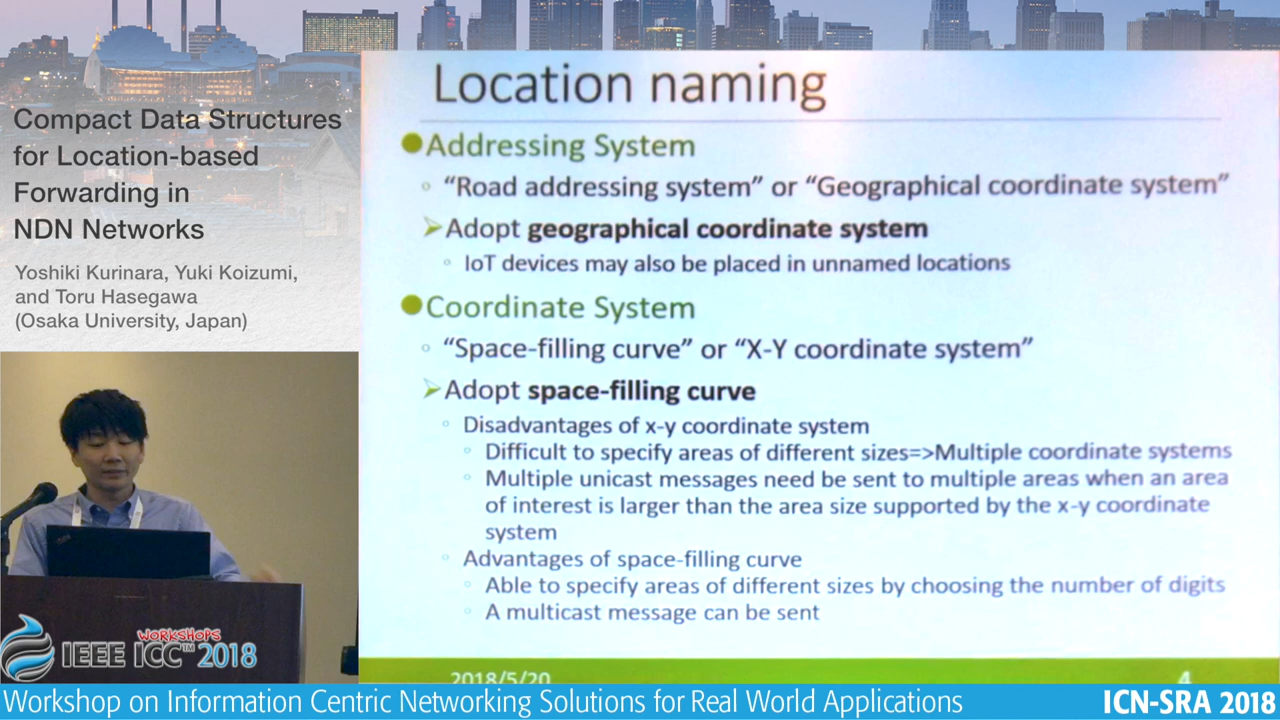 Compact Data Structures
for Location-based
Forwarding in
NDN Networks
Yoshiki Kurinara, Yuki Koizumi,
and Toru Hasegawa
(Osaka University, Japan)
Location naming
Addressing System
“Road addressing system” or “Geographical coordinate system”
Adopt geographical coordinate system
IoT devices may also be placed in unnamed locations
Coordinate System
“Space-filling curve” or “X-Y coordinate system”
Adopt space-filling curve
Disadvantages of x-y coordinate system
Difficult to specify areas of different sizes=>Multiple coordinate systems
Multiple unicast messages need be sent to multiple areas when an area
of interest is larger than the area size supported by the x-y coordinate
system
Advantages of space-filling curve
Able to specify areas of different sizes by choosing the number of digits
A multicast message can be sent
2018/5/20
4
WORKSHOPS
IEEE ICC™ 2018
Workshop on Information Centric Networking Solutions for Real World Applications
ICN-SRA 2018